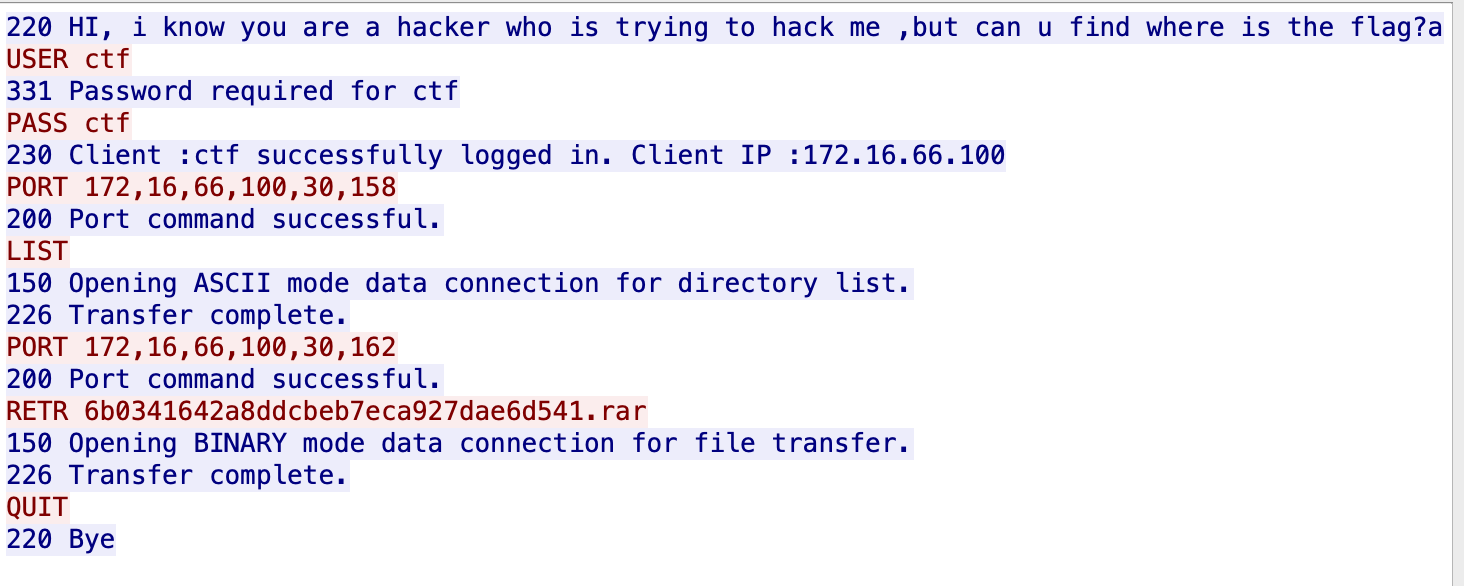 220 HI, i know you are a hacker who is trying to hack me ,but can u find where is the flag?a
USER ctf
331 Password required for ctf
PASS ctf
230 Client :ctf successfully logged in. Client IP :172.16.66.100
PORT 172,16,66,100,30,158
200 Port command successful.
LIST
150 Opening ASCII mode data connection for directory list.
226 Transfer complete.
PORT 172,16,66,100,30,162
200 Port command successful.
RETR 6b0341642a8ddcbeb7eca927dae6d541.rar
150 Opening BINARY mode data connection for file transfer.
226 Transfer complete.
QUIT
220 Bye